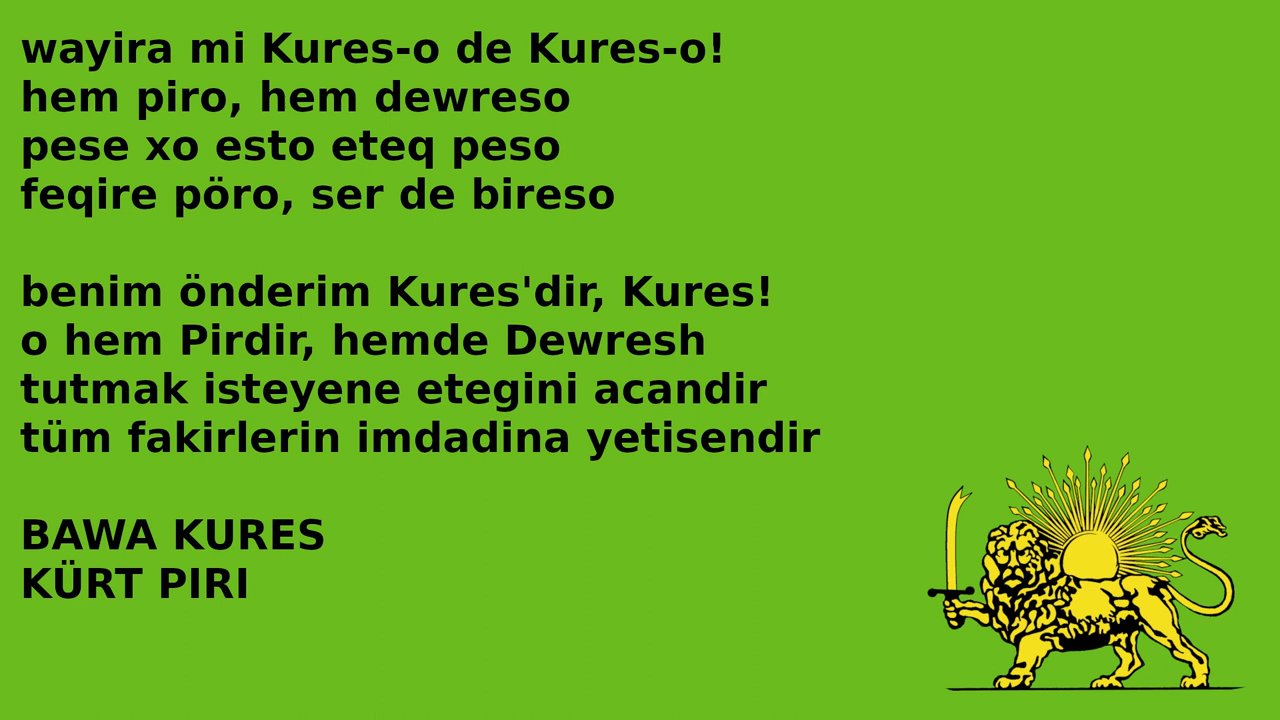 wayira mi Kures-o de Kures-o!
hem piro, hem dewreso
pese xo esto eteq peso
feqire pöro, ser de bireso
benim önderim Kures'dir, Kures!
o hem Pirdir, hemde Dewresh
tutmak isteyene etegini acandir
tüm fakirlerin imdadina yetisendir
BAWA KURES
KÜRT PIRI